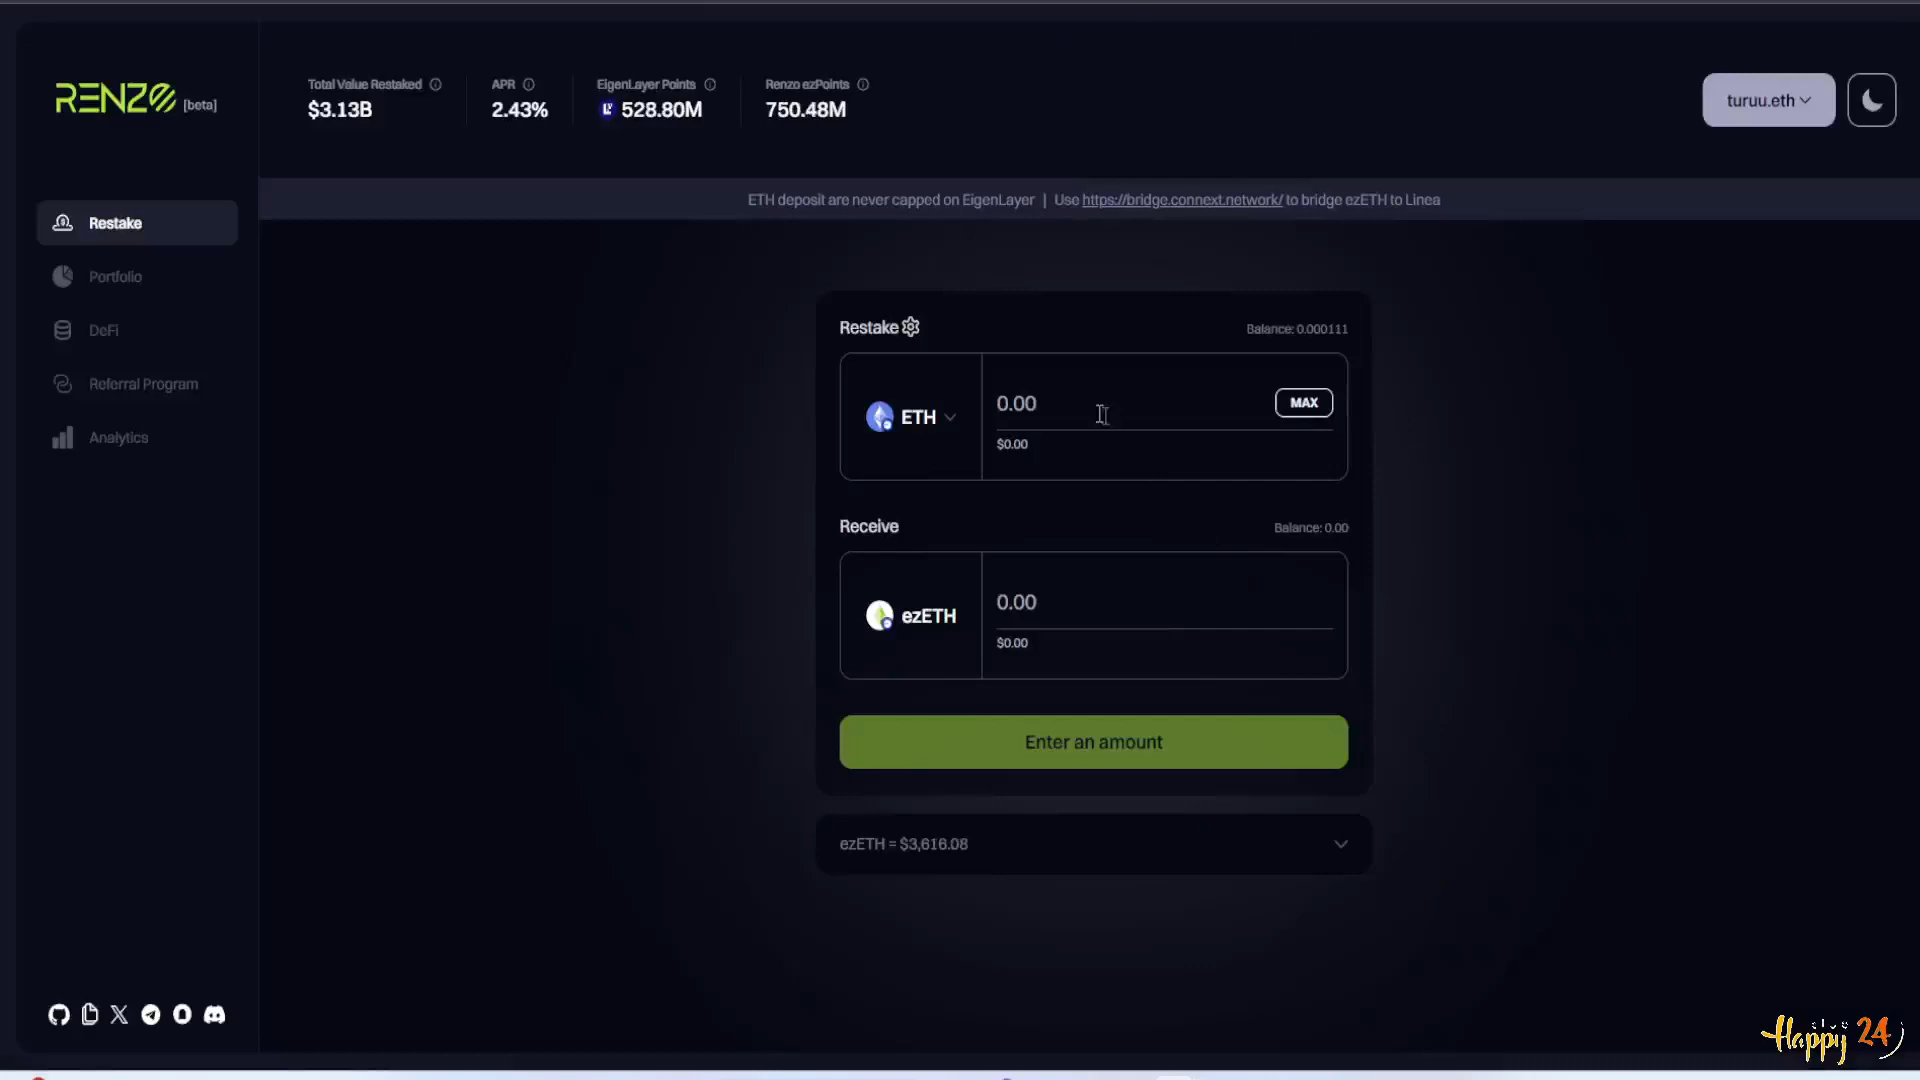 RENZO [beta]
Total Value Restaked
$3.13B
APR
2.43%
EigenLayer Points
528.80M
Renzo ezPoints
750.48M
turuu.eth
ETH deposit are never capped on EigenLayer | Use https://bridge.connext.network/ to bridge ezETH to Linea
Restake
Portfolio
DeFi
Referral Program
Analytics
Restake
Balance: 0.000111
ETH
0.00
MAX
$0.00
Receive
Balance: 0.00
ezETH
0.00
$0.00
Enter an amount
ezETH = $3,616.08
Happy 24